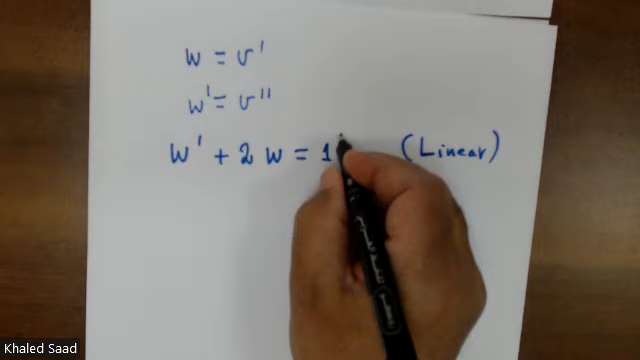 w = v'
w' = v''
w' + 2 w = 1 (Linear)
Khaled Saad